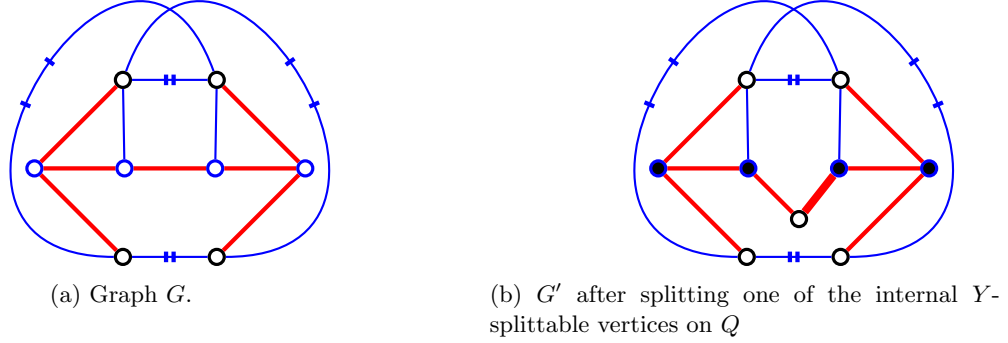 (a) Graph G.
(b) G′ after splitting one of the internal Y-
splittable vertices on Q